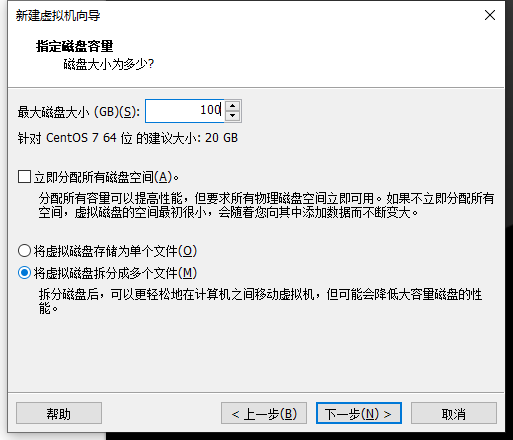 新建虚拟机向导
指定磁盘容量
磁盘大小为多少?
最大磁盘大小 (GB)(S): 100
针对 CentOS 7 64 位 的建议大小: 20 GB
立即分配所有磁盘空间(A)。
分配所有容量可以提高性能，但要求所有物理磁盘空间立即可用。如果不立即分配所有
空间，虚拟磁盘的空间最初很小，会随着您向其中添加数据而不断变大。
将虚拟磁盘存储为单个文件(O)
将虚拟磁盘拆分成多个文件(M)
拆分磁盘后，可以更轻松地在计算机之间移动虚拟机，但可能会降低大容量磁盘的性
能。
帮助 < 上一步(B) 下一步(N) > 取消